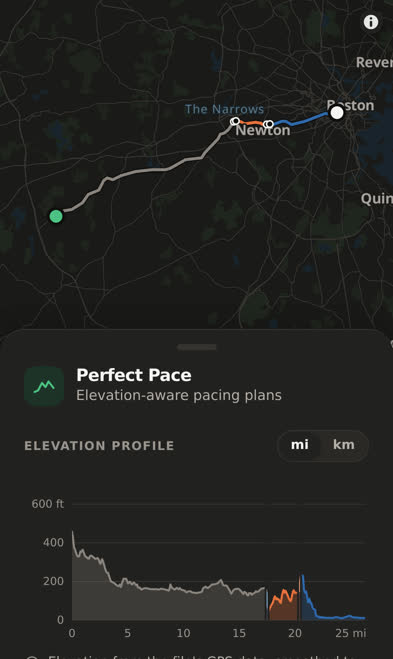 Rever
Boston
The Narrows
Newton
Quin
Perfect Pace
Elevation-aware pacing plans
ELEVATION PROFILE
mi
km
600 ft
400
200
0
0 5 10 15 20 25 mi